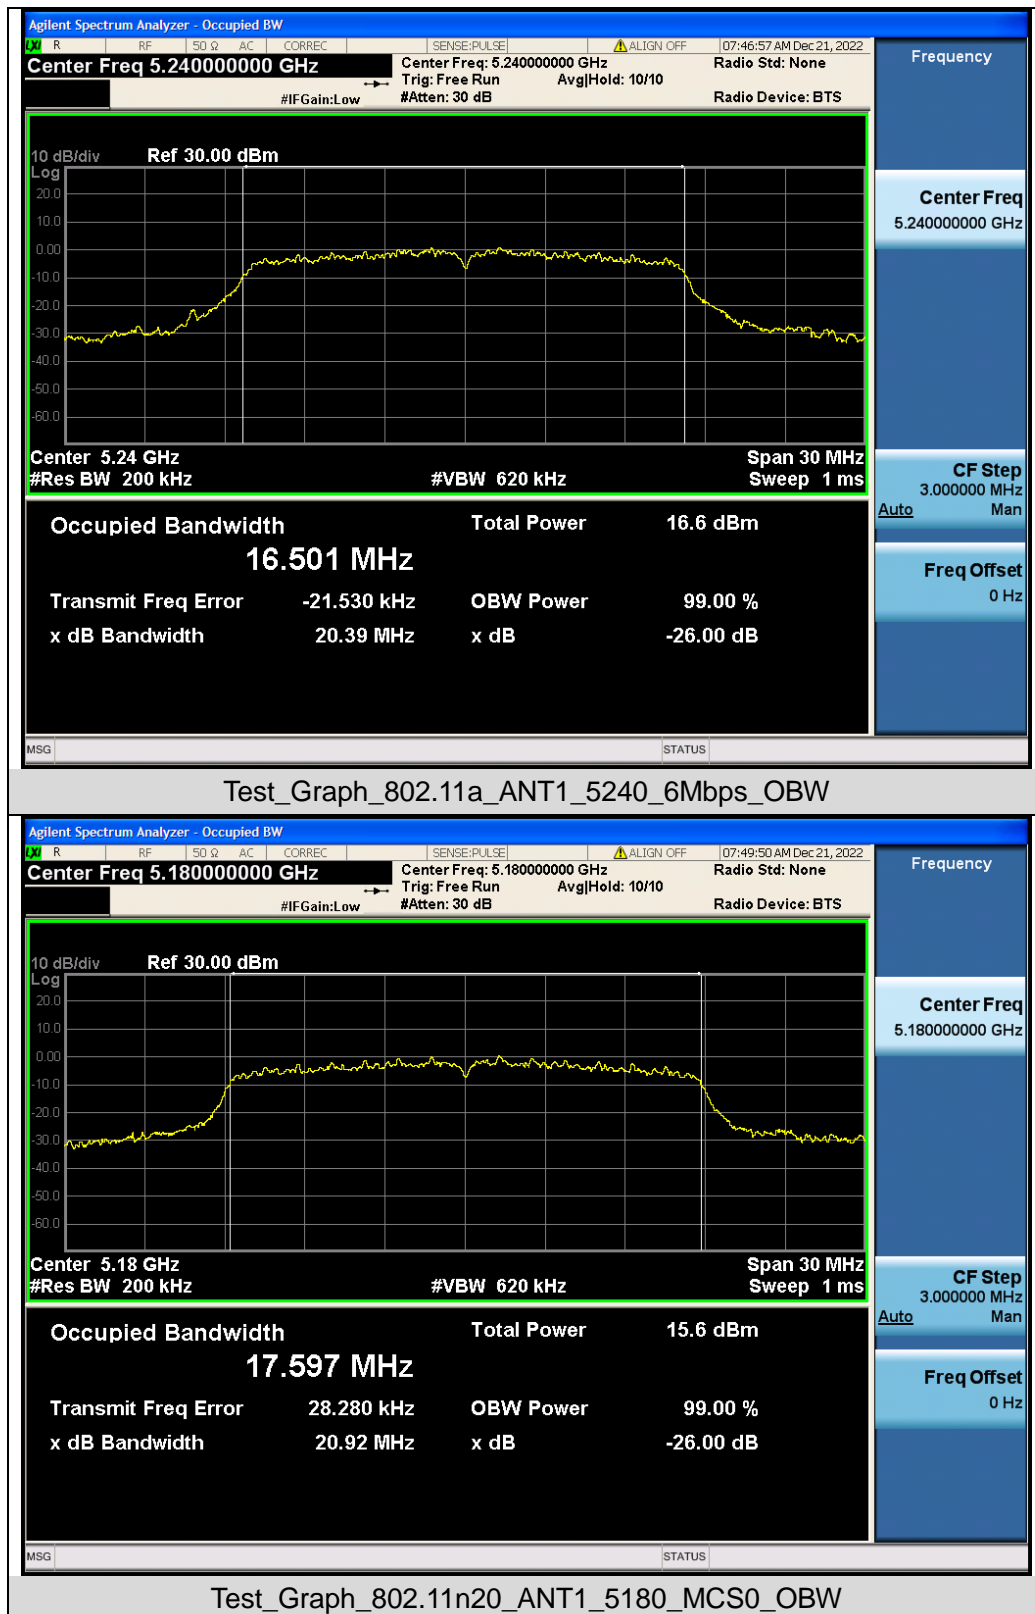 Agilent Spectrum Analyzer - Occupied BW
LXI R RF 50 Ω AC CORREC SENSE:PULSE ALIGN OFF 07:46:57 AM Dec 21, 2022
Center Freq 5.240000000 GHz Center Freq: 5.240000000 GHz Radio Std: None
Trig: Free Run Avg|Hold: 10/10
#IFGain:Low #Atten: 30 dB Radio Device: BTS
Frequency
10 dB/div Ref 30.00 dBm
Log
20.0
10.0
0.00
-10.0
-20.0
-30.0
-40.0
-50.0
-60.0
Center 5.24 GHz Span 30 MHz
#Res BW 200 kHz #VBW 620 kHz Sweep 1 ms
Center Freq
5.240000000 GHz
CF Step
3.000000 MHz
Auto Man
Freq Offset
0 Hz
Occupied Bandwidth Total Power 16.6 dBm
16.501 MHz
Transmit Freq Error -21.530 kHz OBW Power 99.00 %
x dB Bandwidth 20.39 MHz x dB -26.00 dB
MSG STATUS
Test_Graph_802.11a_ANT1_5240_6Mbps_OBW
Agilent Spectrum Analyzer - Occupied BW
LXI R RF 50 Ω AC CORREC SENSE:PULSE ALIGN OFF 07:49:50 AM Dec 21, 2022
Center Freq 5.180000000 GHz Center Freq: 5.180000000 GHz Radio Std: None
Trig: Free Run Avg|Hold: 10/10
#IFGain:Low #Atten: 30 dB Radio Device: BTS
Frequency
10 dB/div Ref 30.00 dBm
Log
20.0
10.0
0.00
-10.0
-20.0
-30.0
-40.0
-50.0
-60.0
Center 5.18 GHz Span 30 MHz
#Res BW 200 kHz #VBW 620 kHz Sweep 1 ms
Center Freq
5.180000000 GHz
CF Step
3.000000 MHz
Auto Man
Freq Offset
0 Hz
Occupied Bandwidth Total Power 15.6 dBm
17.597 MHz
Transmit Freq Error 28.280 kHz OBW Power 99.00 %
x dB Bandwidth 20.92 MHz x dB -26.00 dB
MSG STATUS
Test_Graph_802.11n20_ANT1_5180_MCS0_OBW